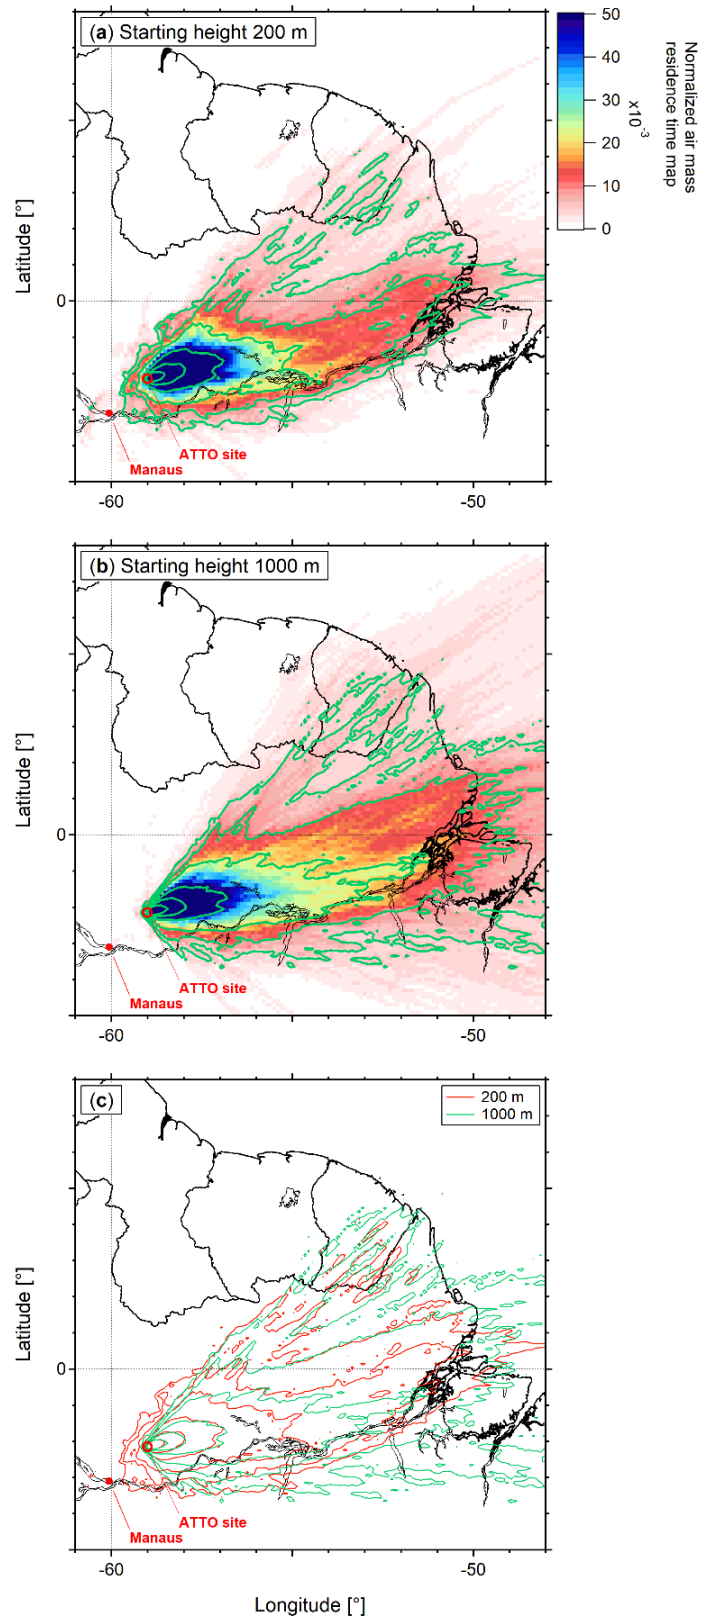 (a) Starting height 200 m
50
40
30
20
10
0
x10-3
Normalized air mass
residence time map
Latitude [°]
0
ATTO site
Manaus
-60
-50
(b) Starting height 1000 m
Latitude [°]
0
ATTO site
Manaus
-60
-50
(c)
200 m
1000 m
Latitude [°]
0
ATTO site
Manaus
-60
-50
Longitude [°]